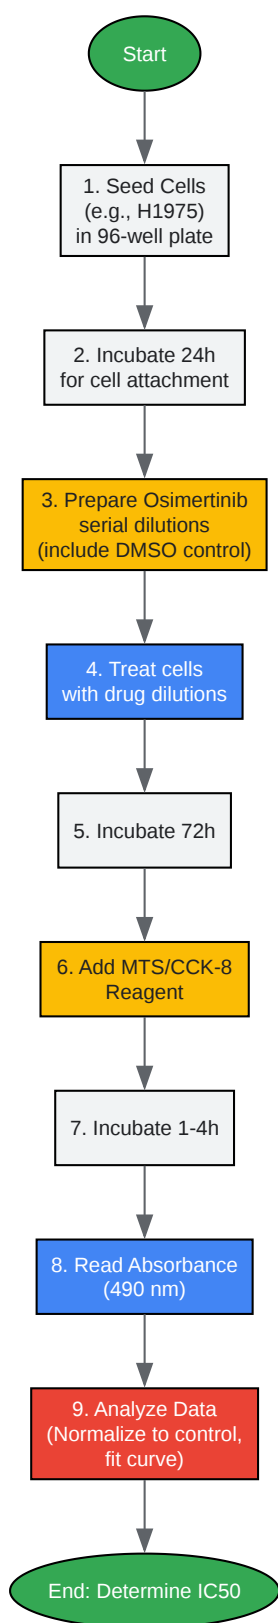 Start
1. Seed Cells
(e.g., H1975)
in 96-well plate
2. Incubate 24h
for cell attachment
3. Prepare Osimertinib
serial dilutions
(include DMSO control)
4. Treat cells
with drug dilutions
5. Incubate 72h
6. Add MTS/CCK-8
Reagent
7. Incubate 1-4h
8. Read Absorbance
(490 nm)
9. Analyze Data
(Normalize to control,
fit curve)
End: Determine IC50